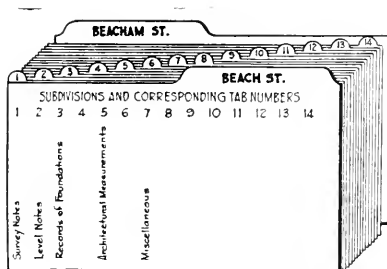 BEACHAM ST.
1 2 3 4 5 6 7 8 9 10 11 12 13 14
BEACH ST.
SUBDIVISIONS AND CORRESPONDING TAB NUMBERS
1 2 3 4 5 6 7 8 9 10 11 12 13 14
Survey Notes
Level Notes
Records of Foundations
Architectural Measurements
Miscellaneous